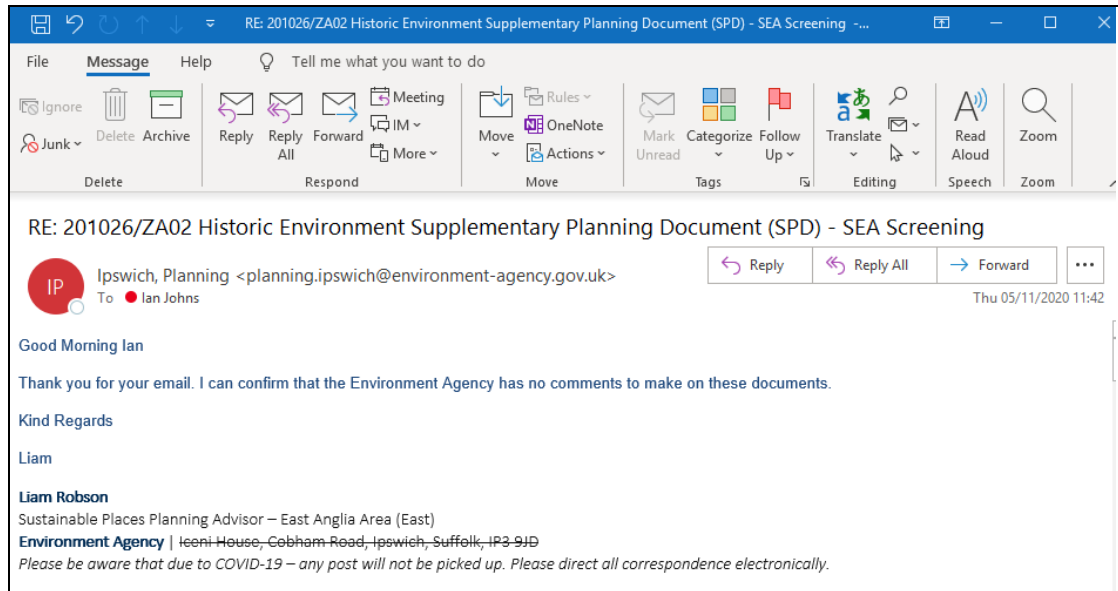 RE: 201026/ZA02 Historic Environment Supplementary Planning Document (SPD) - SEA Screening -...
File Message Help Tell me what you want to do
Ignore
Junk
Delete
Archive
Reply
Reply All
Forward
Meeting
IM
More
Move
Rules
OneNote
Actions
Mark Unread
Categorize
Follow Up
Translate
Read Aloud
Zoom
Delete Respond Move Tags Editing Speech Zoom
RE: 201026/ZA02 Historic Environment Supplementary Planning Document (SPD) - SEA Screening
IP
Ipswich, Planning <planning.ipswich@environment-agency.gov.uk>
To Ian Johns
Reply Reply All Forward ...
Thu 05/11/2020 11:42
Good Morning Ian
Thank you for your email. I can confirm that the Environment Agency has no comments to make on these documents.
Kind Regards
Liam
Liam Robson
Sustainable Places Planning Advisor – East Anglia Area (East)
Environment Agency | Iceni House, Cobham Road, Ipswich, Suffolk, IP3 9JD
Please be aware that due to COVID-19 – any post will not be picked up. Please direct all correspondence electronically.